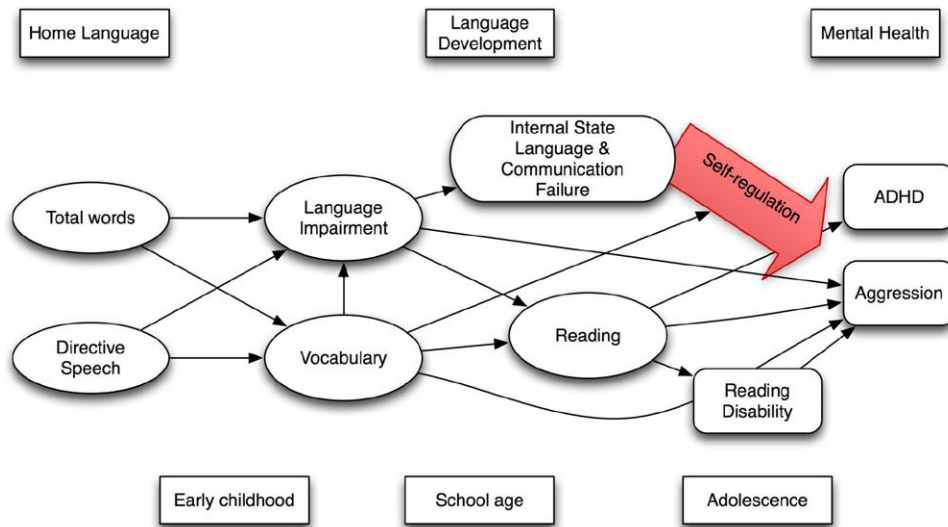 Home Language
Language
Development
Mental Health
Internal State
Language &
Communication
Failure
Self-regulation
ADHD
Total words
Language
Impairment
Aggression
Directive
Speech
Vocabulary
Reading
Reading
Disability
Early childhood
School age
Adolescence